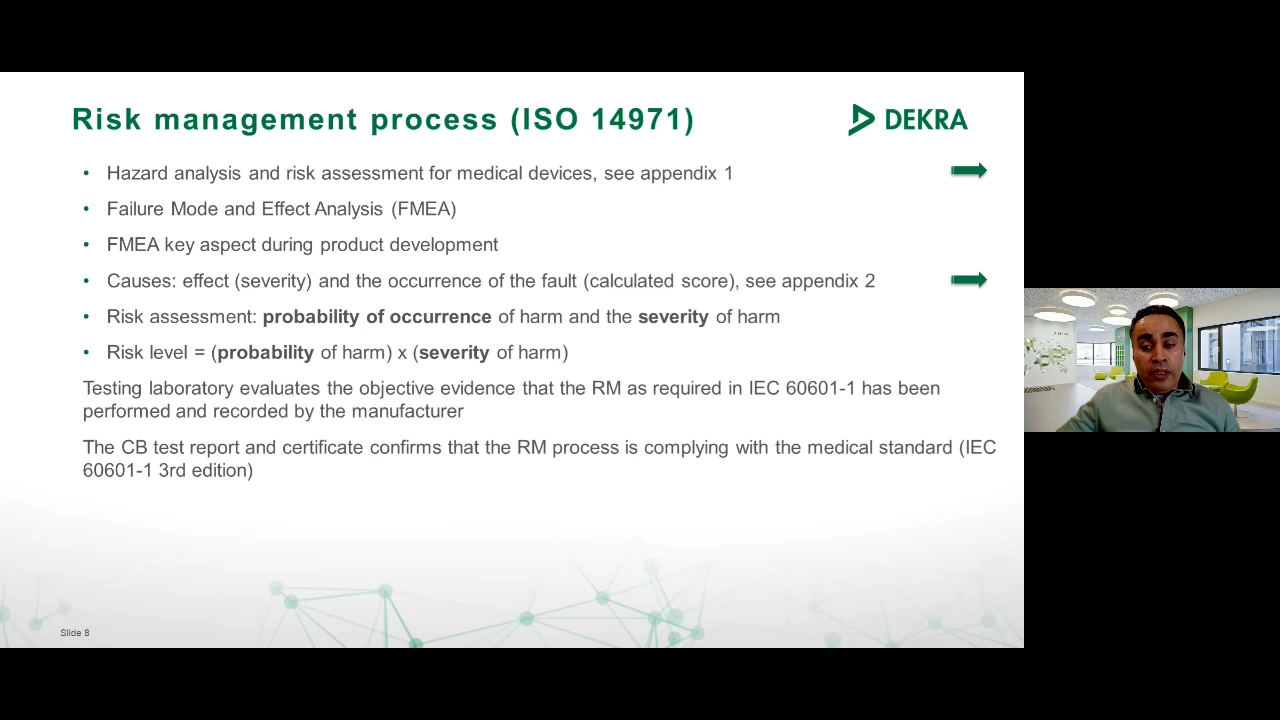 Risk management process (ISO 14971)
DEKRA
• Hazard analysis and risk assessment for medical devices, see appendix 1
• Failure Mode and Effect Analysis (FMEA)
• FMEA key aspect during product development
• Causes: effect (severity) and the occurrence of the fault (calculated score), see appendix 2
• Risk assessment: probability of occurrence of harm and the severity of harm
• Risk level = (probability of harm) x (severity of harm)
Testing laboratory evaluates the objective evidence that the RM as required in IEC 60601-1 has been
performed and recorded by the manufacturer
The CB test report and certificate confirms that the RM process is complying with the medical standard (IEC
60601-1 3rd edition)
Slide 8